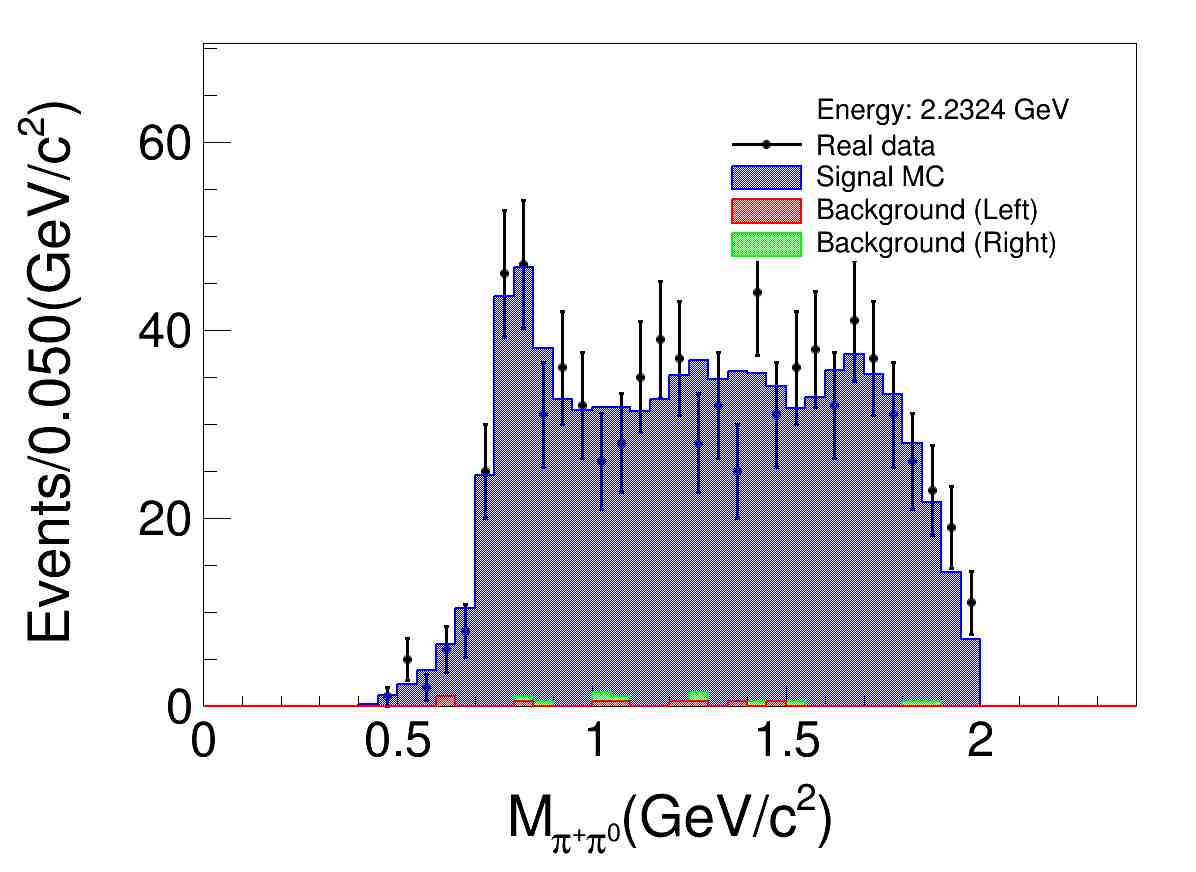 Events/0.050(GeV/c²)
60
40
20
0
Energy: 2.2324 GeV
Real data
Signal MC
Background (Left)
Background (Right)
0 0.5 1 1.5 2
Mπ⁺π⁰(GeV/c²)